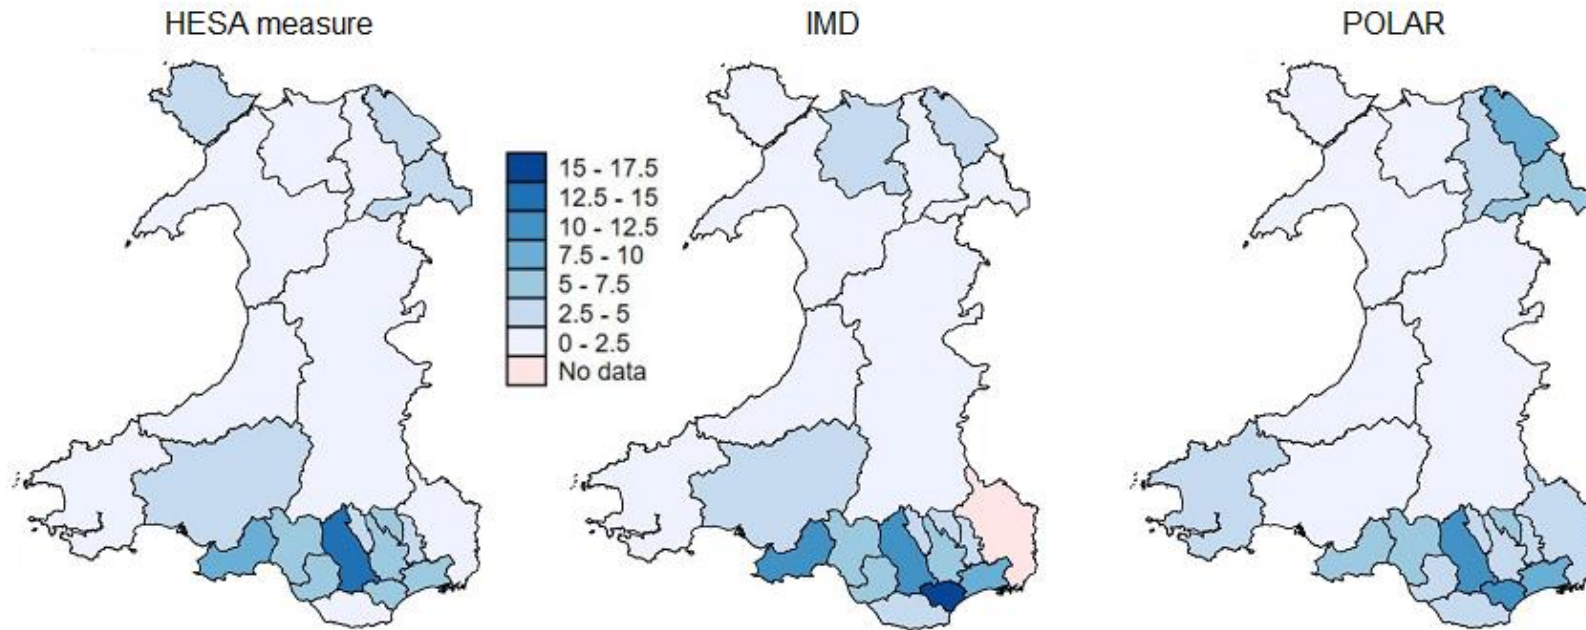 HESA measure
IMD
POLAR
15 - 17.5
12.5 - 15
10 - 12.5
7.5 - 10
5 - 7.5
2.5 - 5
0 - 2.5
No data